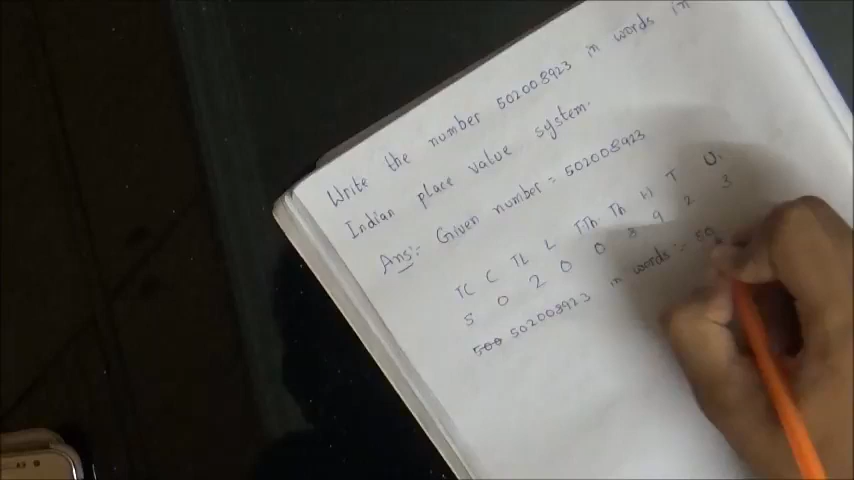 Write the number 502008923 in words in
Indian place value system.
Ans:- Given number = 502008923
TC C TL L TTh Th H T U.
5 0 2 0 0 8 9 2 3
500 502008923 in words :- 50